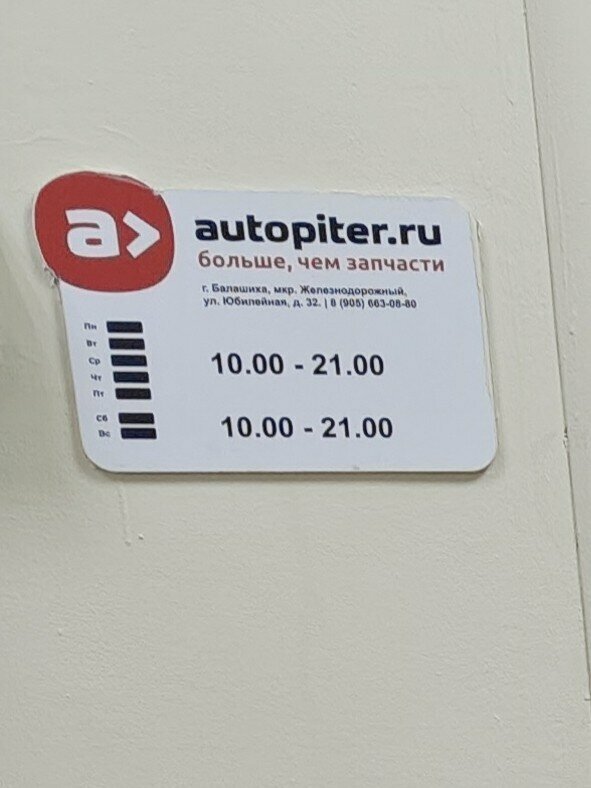 a>
autopiter.ru
больше, чем запчасти
г. Балашиха, мкр. Железнодорожный,
ул. Юбилейная, д. 32. | 8 (905) 663-08-80
Пн
Вт
Ср
Чт
Пт
10.00 - 21.00
Сб
Вс
10.00 - 21.00